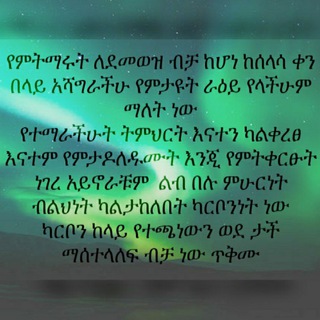 የምትማሩት ለደመወዝ ብቻ ከሆነ ከሰላሳ ቀን
በላይ አሻግራችሁ የምታዩት ራዕይ የላችሁም
ማለት ነው
የተማራችሁት ትምህርት እናተን ካልቀረፀ
እናተም የምታዶለዱሙት እንጂ የምትቀርፁት
ነገረ አይኖራቹም ልብ በሉ ምሁርነት
ብልህነት ካልታከለበት ካርቦንነት ነው
ካርቦን ከላይ የተጫነውን ወደ ታች
ማስተላለፍ ብቻ ነው ጥቅሙ